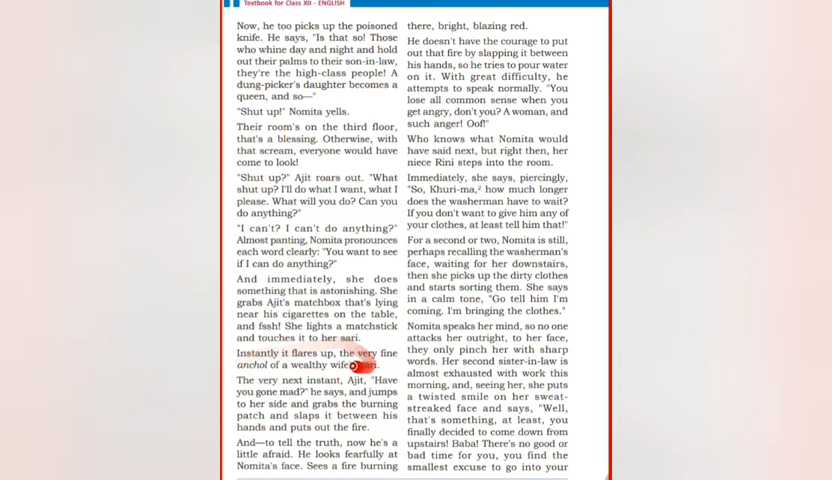 Textbook for Class XII - ENGLISH
Now, he too picks up the poisoned
knife. He says, "Is that so! Those
who whine day and night and hold
out their palms to their son-in-law,
they're the high-class people! A
dung-picker's daughter becomes a
queen, and so—"
"Shut up!" Nomita yells.
Their room's on the third floor,
that's a blessing. Otherwise, with
that scream, everyone would have
come to look!
"Shut up?" Ajit roars out. "What
shut up? I'll do what I want, what I
please. What will you do? Can you
do anything?"
"I can't? I can't do anything?"
Almost panting, Nomita pronounces
each word clearly: "You want to see
if I can do anything?"
And immediately, she does
something that is astonishing. She
grabs Ajit's matchbox that's lying
near his cigarettes on the table,
and fssh! She lights a matchstick
and touches it to her sari.
Instantly it flares up, the very fine
anchol of a wealthy wife
The very next instant, Ajit, "Have
you gone mad?" he says, and jumps
to her side and grabs the burning
patch and slaps it between his
hands and puts out the fire.
And—to tell the truth, now he's a
little afraid. He looks fearfully at
Nomita's face. Sees a fire burning
there, bright, blazing red.
He doesn't have the courage to put
out that fire by slapping it between
his hands, so he tries to pour water
on it. With great difficulty, he
attempts to speak normally. "You
lose all common sense when you
get angry, don't you? A woman, and
such anger! Oof!"
Who knows what Nomita would
have said next, but right then, her
niece Rini steps into the room.
Immediately, she says, piercingly,
"So, Khuri-ma,² how much longer
does the washerman have to wait?
If you don't want to give him any of
your clothes, at least tell him that!"
For a second or two, Nomita is still,
perhaps recalling the washerman's
face, waiting for her downstairs,
then she picks up the dirty clothes
and starts sorting them. She says
in a calm tone, "Go tell him I'm
coming. I'm bringing the clothes."
Nomita speaks her mind, so no one
attacks her outright, to her face,
they only pinch her with sharp
words. Her second sister-in-law is
almost exhausted with work this
morning, and, seeing her, she puts
a twisted smile on her sweat-
streaked face and says, "Well,
that's something, at least, you
finally decided to come down from
upstairs! Baba! There's no good or
bad time for you, you find the
smallest excuse to go into your